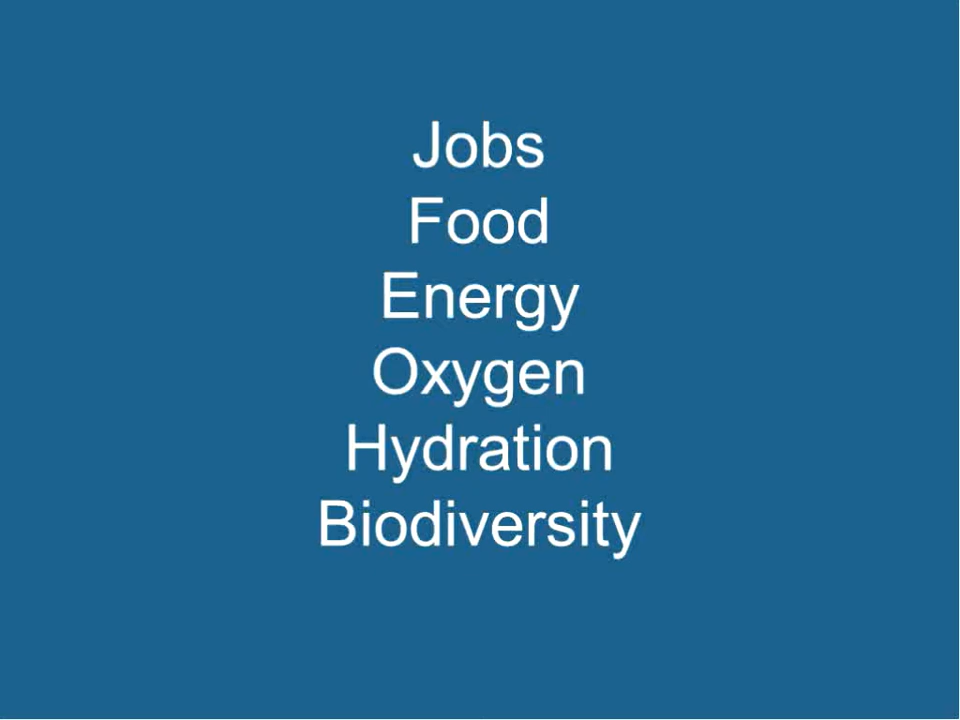 Jobs
Food
Energy
Oxygen
Hydration
Biodiversity